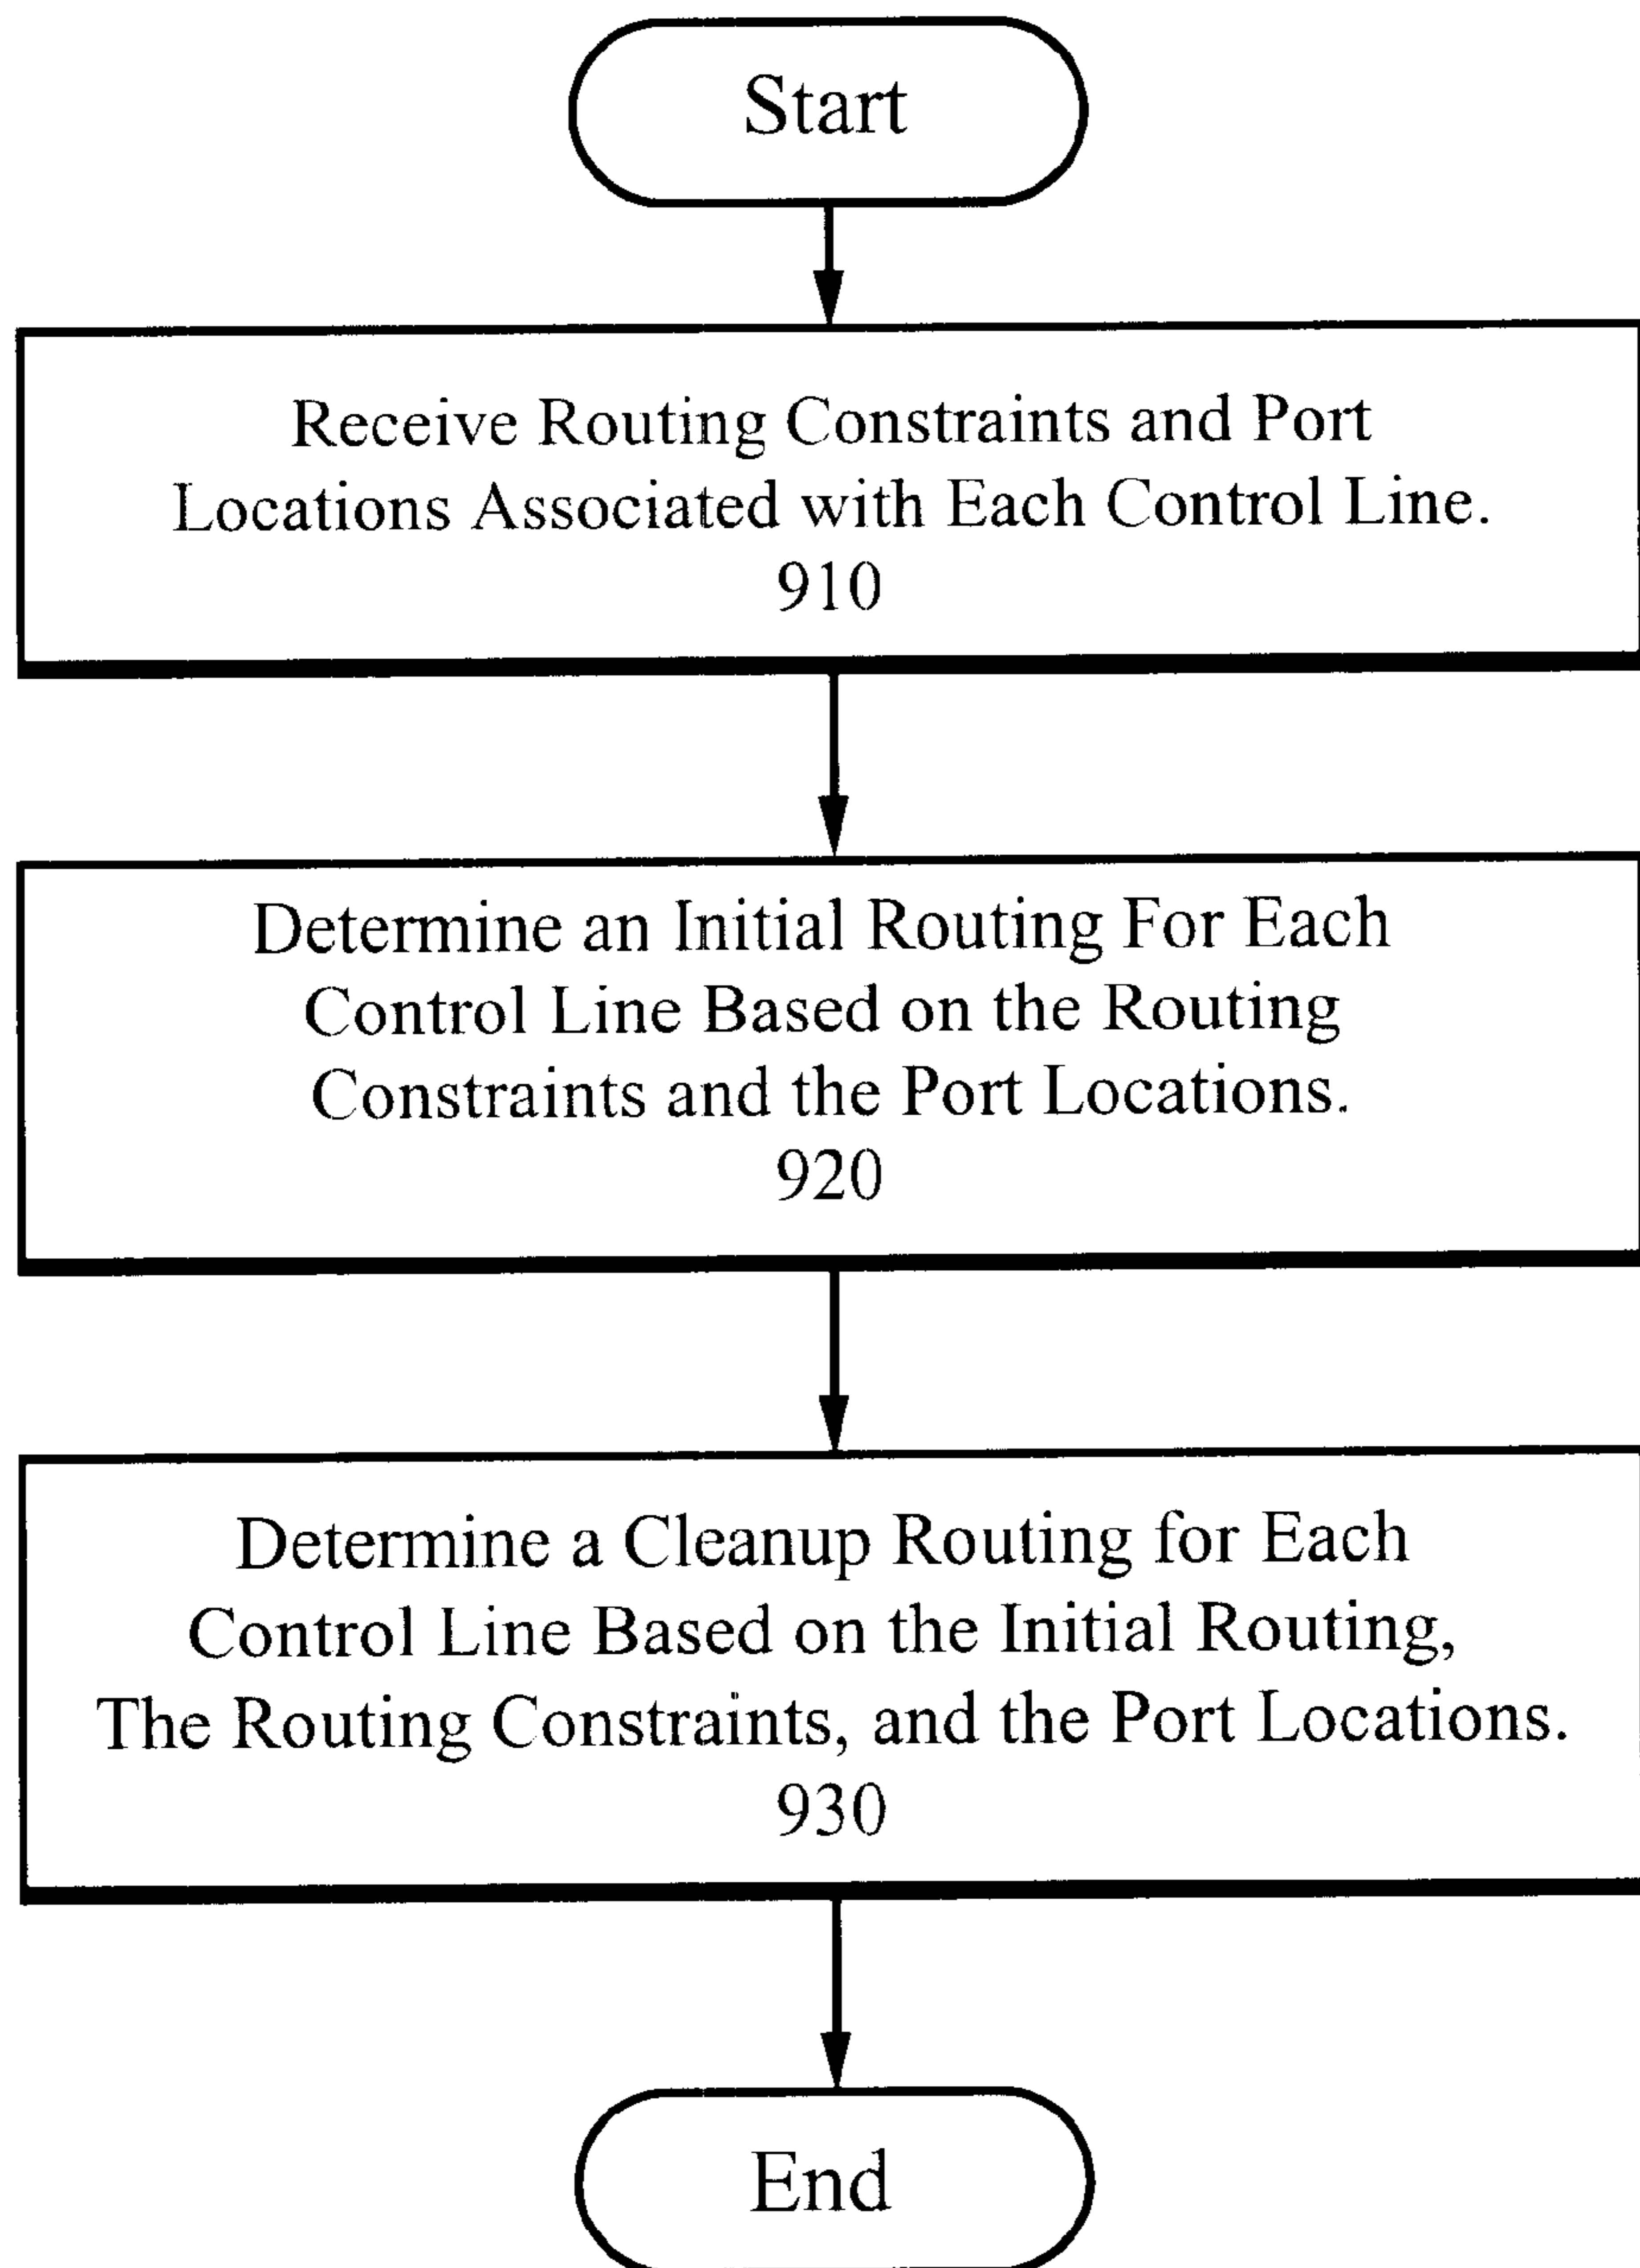 Start
Receive Routing Constraints and Port
Locations Associated with Each Control Line.
910
Determine an Initial Routing For Each
Control Line Based on the Routing
Constraints and the Port Locations.
920
Determine a Cleanup Routing for Each
Control Line Based on the Initial Routing,
The Routing Constraints, and the Port Locations.
930
End